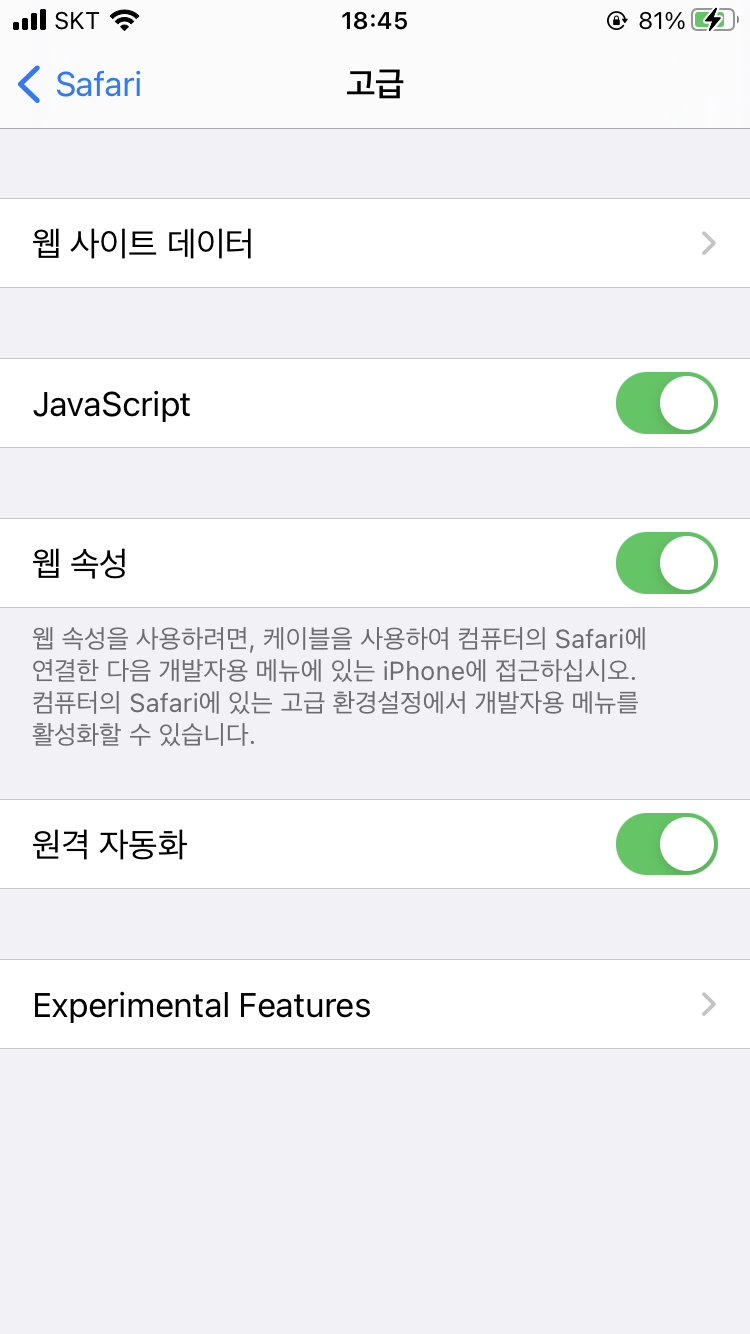 SKT 18:45 81%
Safari 고급
웹 사이트 데이터
JavaScript
웹 속성
웹 속성을 사용하려면, 케이블을 사용하여 컴퓨터의 Safari에
연결한 다음 개발자용 메뉴에 있는 iPhone에 접근하십시오.
컴퓨터의 Safari에 있는 고급 환경설정에서 개발자용 메뉴를
활성화할 수 있습니다.
원격 자동화
Experimental Features